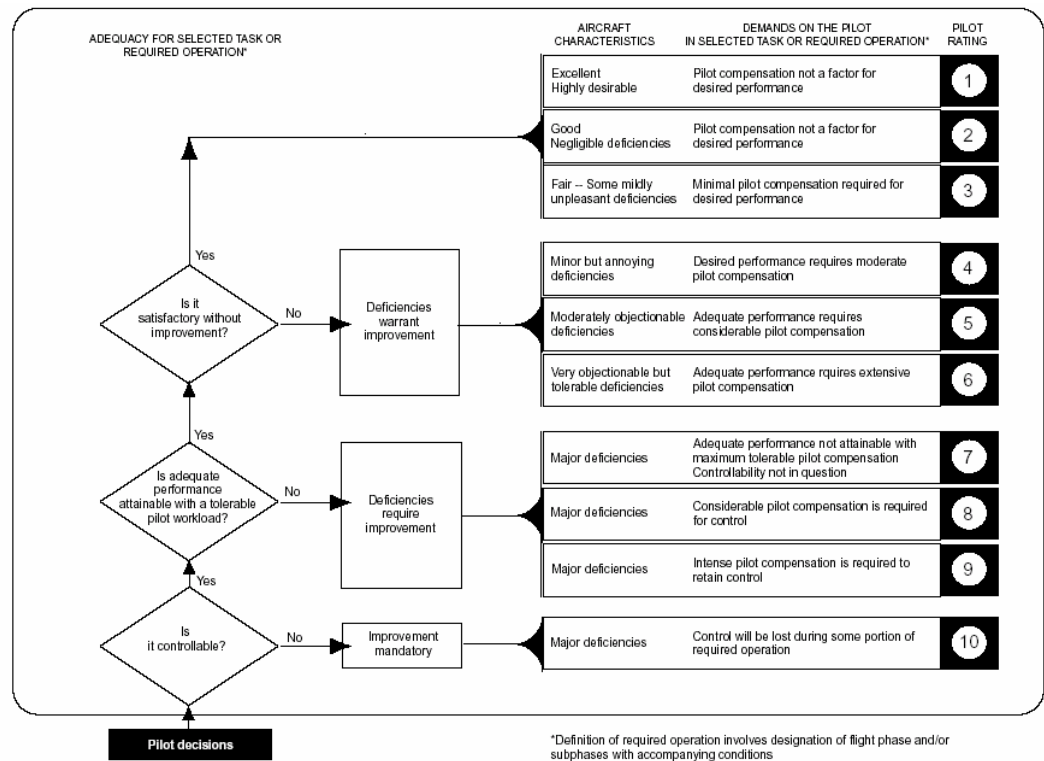 ADEQUACY FOR SELECTED TASK OR
REQUIRED OPERATION*
AIRCRAFT
CHARACTERISTICS
DEMANDS ON THE PILOT
IN SELECTED TASK OR REQUIRED OPERATION*
PILOT
RATING
Excellent
Highly desirable
Pilot compensation not a factor for
desired performance
1
Good
Negligible deficiencies
Pilot compensation not a factor for
desired performance
2
Fair -- Some mildly
unpleasant deficiencies
Minimal pilot compensation required for
desired performance
3
Yes
Is it
satisfactory without
improvement?
No
Deficiencies
warrant
improvement
Minor but annoying
deficiencies
Desired performance requires moderate
pilot compensation
4
Moderately objectionable
deficiencies
Adequate performance requires
considerable pilot compensation
5
Very objectionable but
tolerable deficiencies
Adequate performance rquires extensive
pilot compensation
6
Yes
Is adequate
performance
attainable with a tolerable
pilot workload?
No
Deficiencies
require
improvement
Major deficiencies
Adequate performance not attainable with
maximum tolerable pilot compensation
Controllability not in question
7
Major deficiencies
Considerable pilot compensation is required
for control
8
Major deficiencies
Intense pilot compensation is required to
retain control
9
Yes
Is
it controllable?
No
Improvement
mandatory
Major deficiencies
Control will be lost during some portion of
required operation
10
Pilot decisions
*Definition of required operation involves designation of flight phase and/or
subphases with accompanying conditions